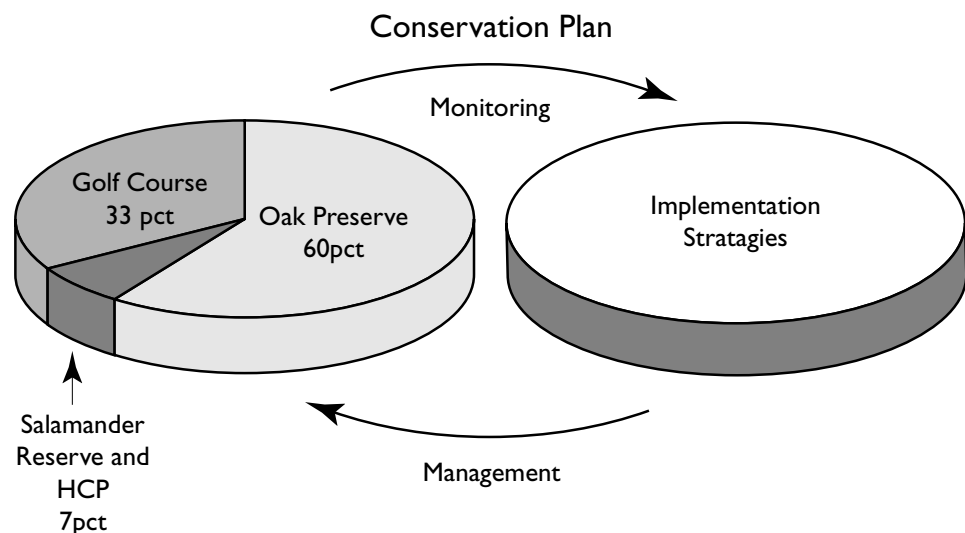 Conservation Plan
Monitoring
Golf Course
33 pct
Oak Preserve
60pct
Implementation
Stratagies
Salamander
Reserve and
HCP
7pct
Management